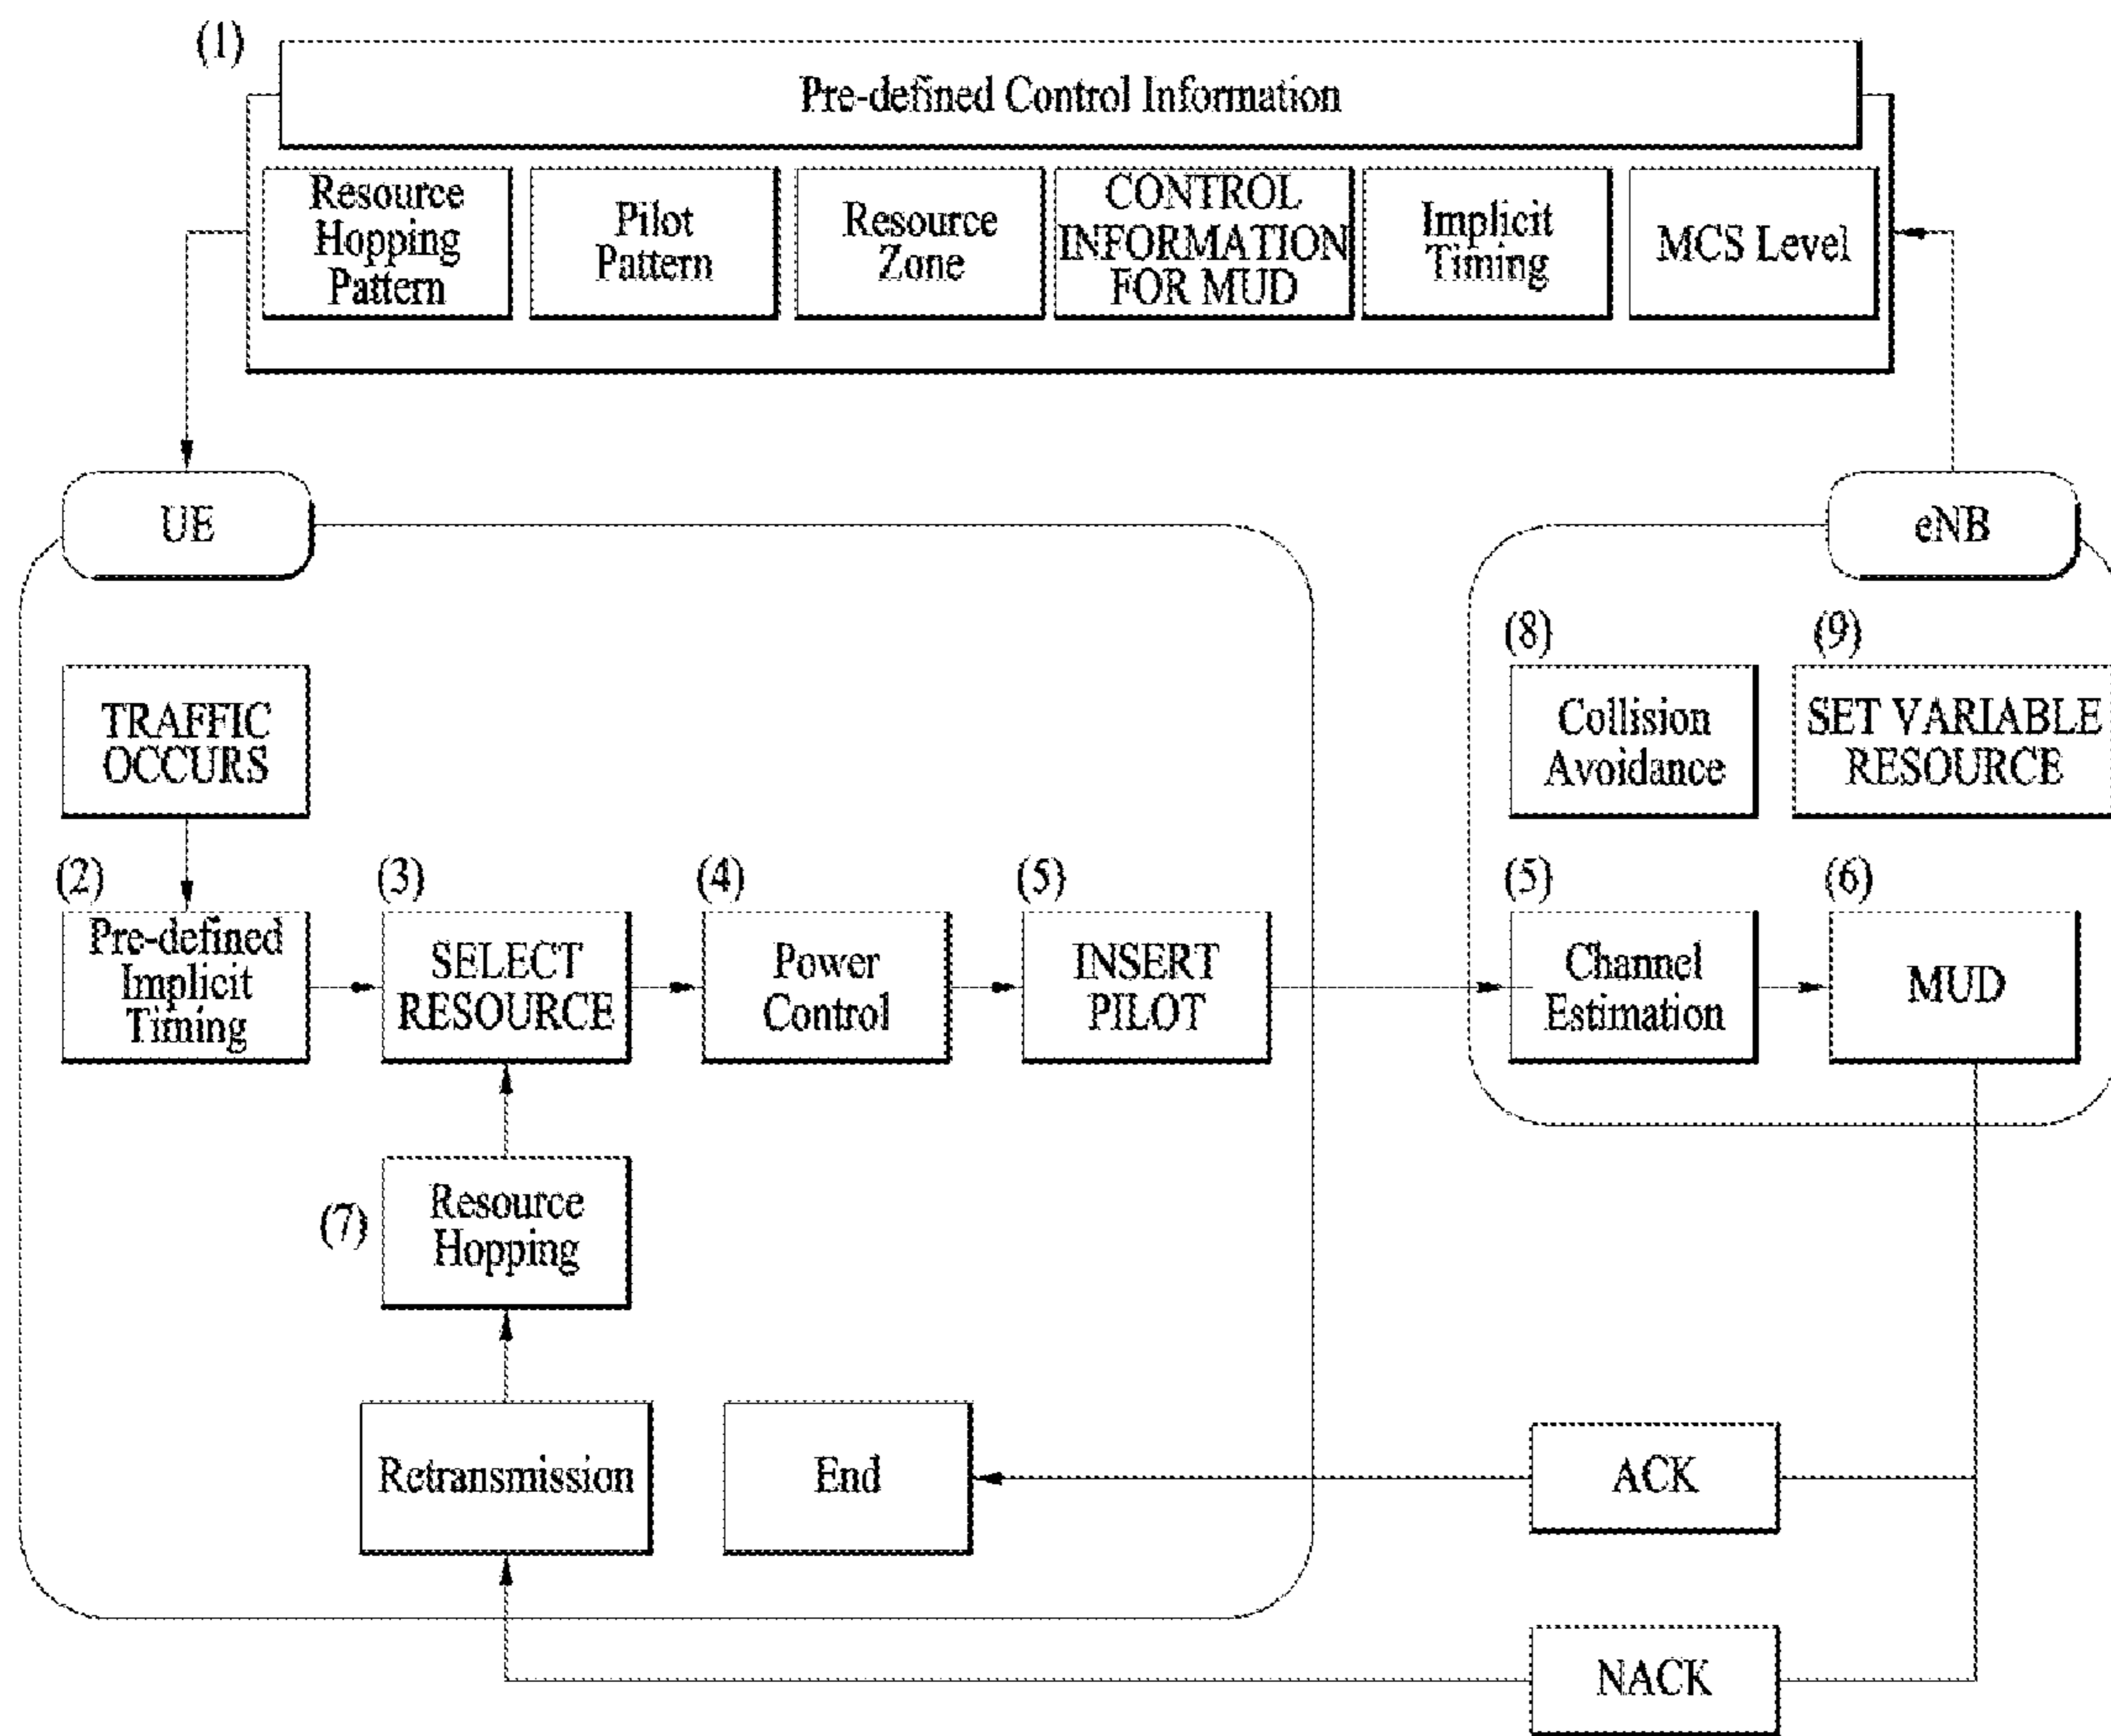 (1)
Pre-defined Control Information
Resource
Hopping
Pattern
Pilot
Pattern
Resource
Zone
CONTROL
INFORMATION
FOR MUD
Implicit
Timing
MCS Level
UE
eNB
TRAFFIC
OCCURS
(8)
Collision
Avoidance
(9)
SET VARIABLE
RESOURCE
(2)
Pre-defined
Implicit
Timing
(3)
SELECT
RESOURCE
(4)
Power
Control
(5)
INSERT
PILOT
(5)
Channel
Estimation
(6)
MUD
(7)
Resource
Hopping
Retransmission
End
ACK
NACK